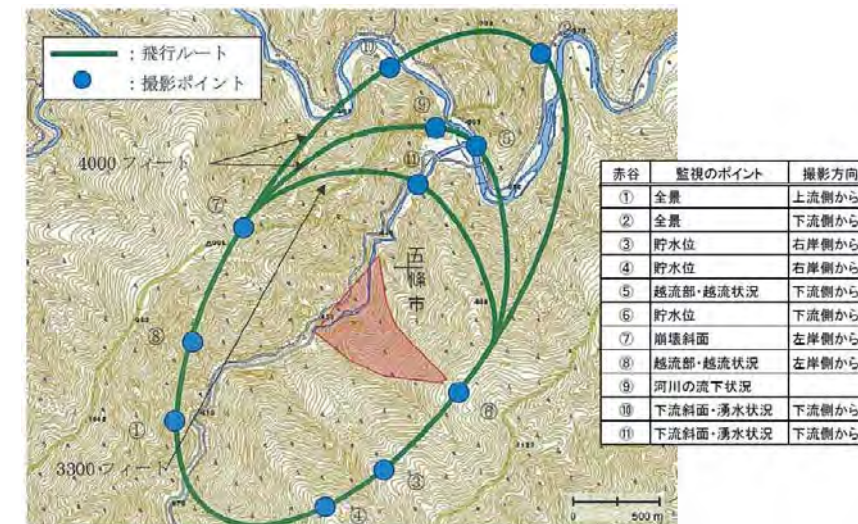 ：飛行ルート
：撮影ポイント
4000 フィート
3300 フィート
五條市
⑨
⑪
⑦
⑧
①
③
④
0 500 m
赤谷 監視のポイント 撮影方向
① 全景 上流側から
② 全景 下流側から
③ 貯水位 右岸側から
④ 貯水位 右岸側から
⑤ 越流部・越流状況 下流側から
⑥ 貯水位 下流側から
⑦ 崩壊斜面 左岸側から
⑧ 越流部・越流状況 左岸側から
⑨ 河川の流下状況
⑩ 下流斜面・湧水状況 下流側から
⑪ 下流斜面・湧水状況 下流側から